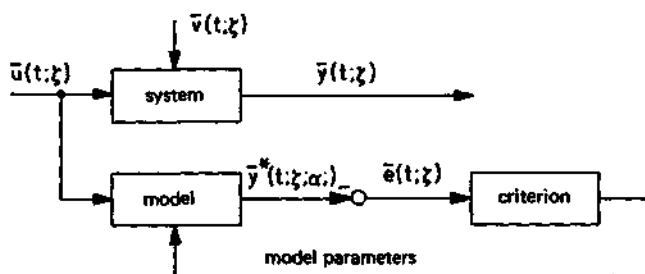 v̄(t;ζ)
ū(t;ζ)
ȳ(t;ζ)
system
ȳ*(t;ζ;α;)_
ē(t;ζ)
model
criterion
model parameters